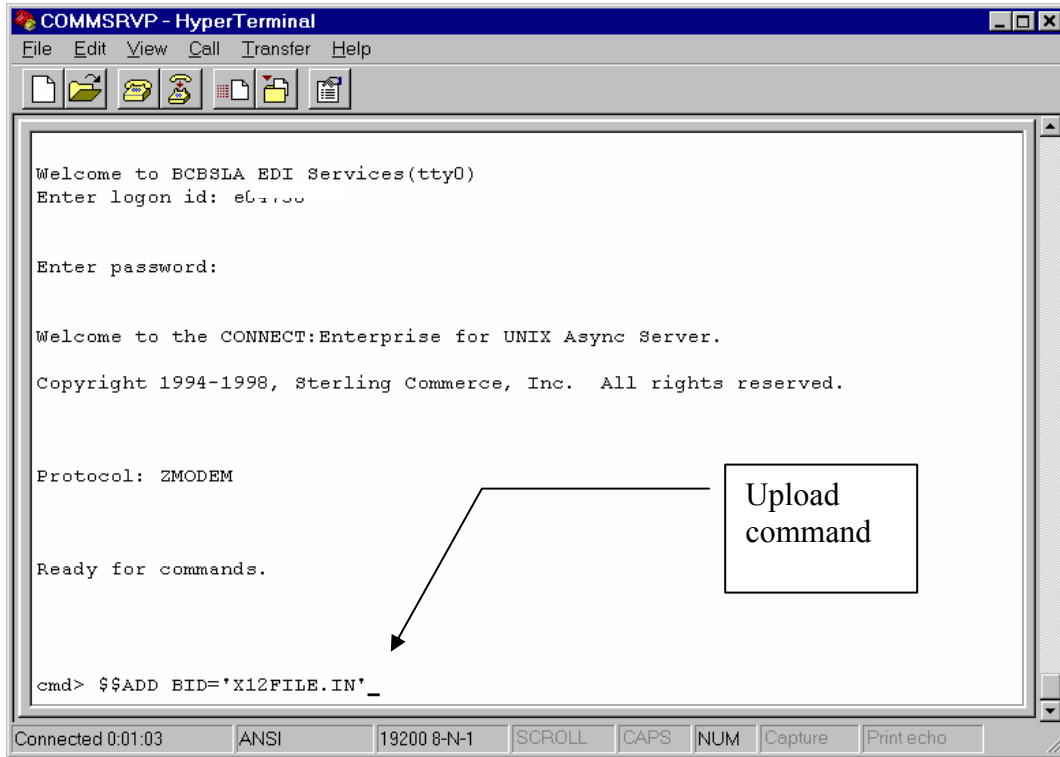 COMMSRVP - HyperTerminal
File Edit View Call Transfer Help
Welcome to BCBSLA EDI Services(tty0)
Enter logon id:
Enter password:
Welcome to the CONNECT:Enterprise for UNIX Async Server.
Copyright 1994-1998, Sterling Commerce, Inc. All rights reserved.
Protocol: ZMODEM
Upload
command
Ready for commands.
cmd> $$ADD BID='X12FILE.IN'_
Connected 0:01:03 ANSI 19200 8-N-1 SCROLL CAPS NUM Capture Print echo